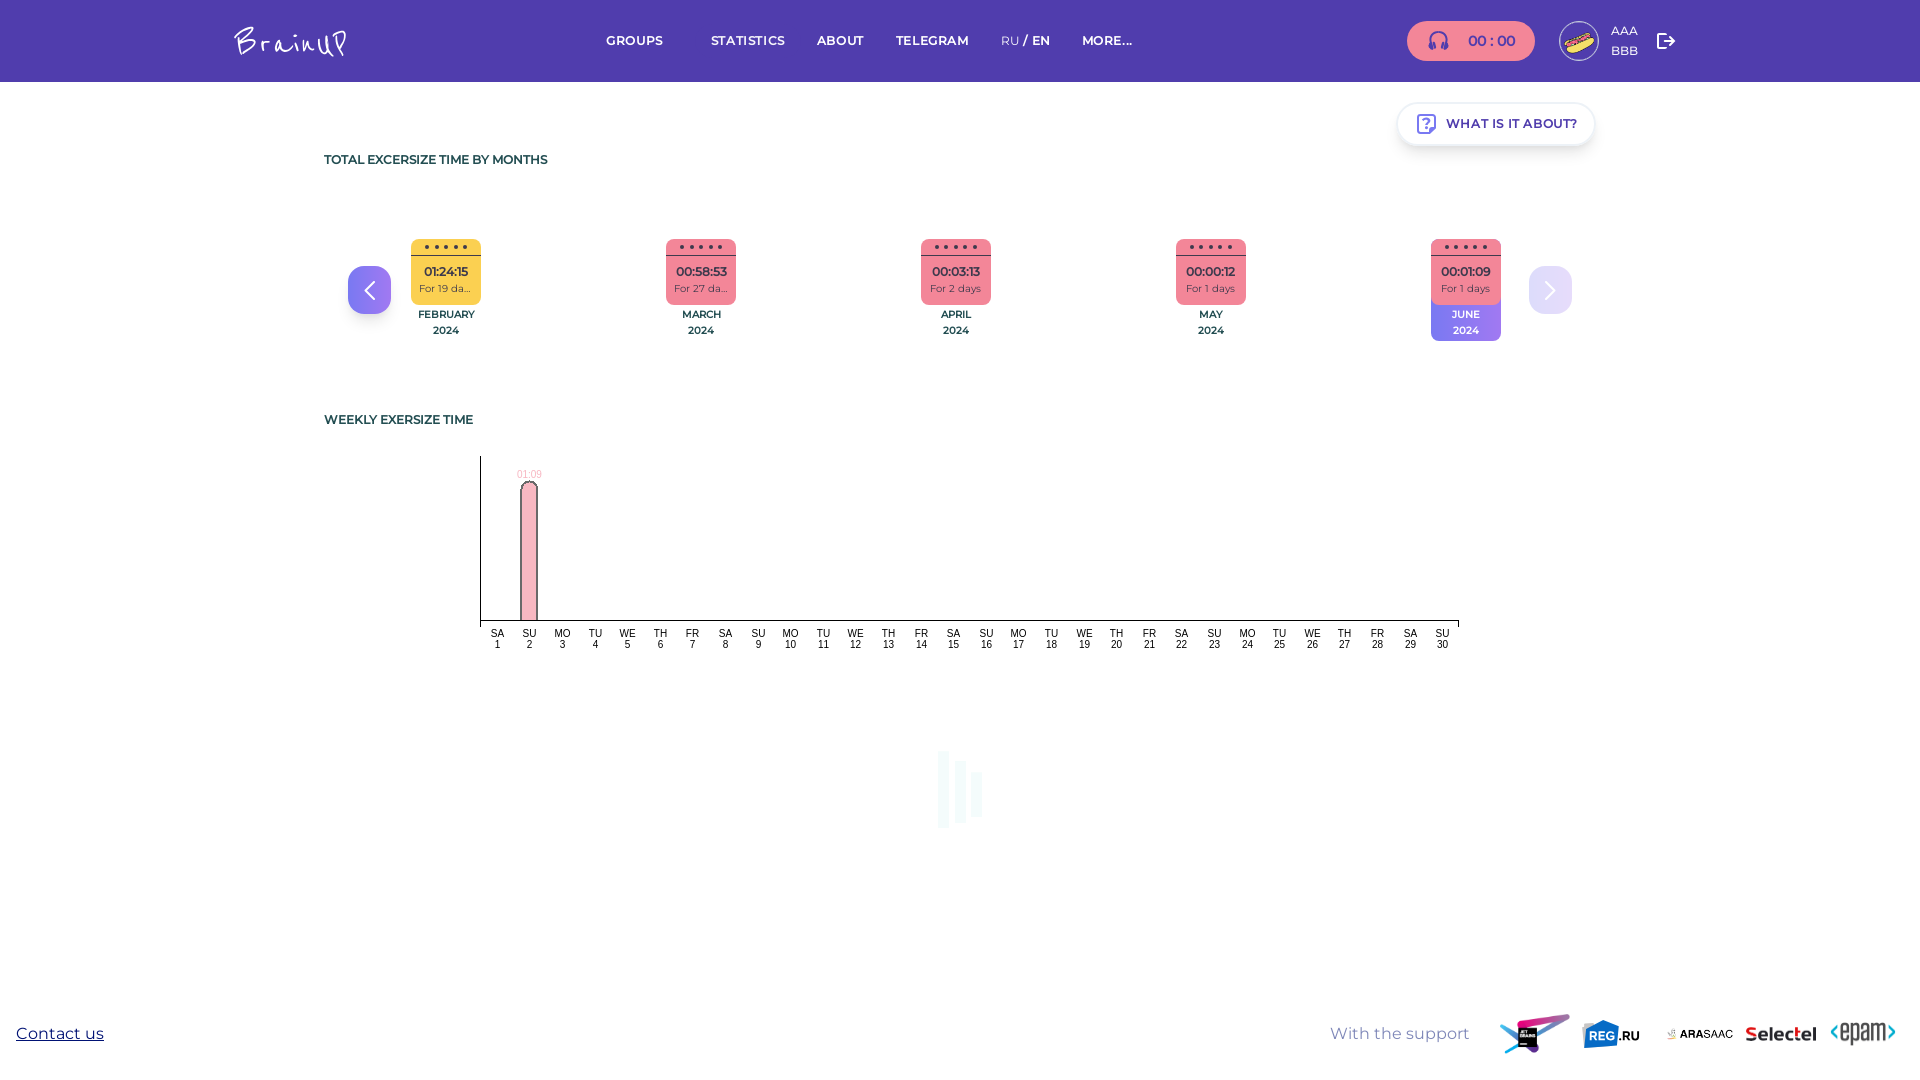 BrainUP
GROUPS
STATISTICS
ABOUT
TELEGRAM
RU / EN
MORE...
00 : 00
AAA
BBB
WHAT IS IT ABOUT?
TOTAL EXCERSIZE TIME BY MONTHS
01:24:15
For 19 da...
FEBRUARY
2024
00:58:53
For 27 da...
MARCH
2024
00:03:13
For 2 days
APRIL
2024
00:00:12
For 1 days
MAY
2024
00:01:09
For 1 days
JUNE
2024
WEEKLY EXERSIZE TIME
01:09
SA SU MO TU WE TH FR SA SU MO TU WE TH FR SA SU MO TU WE TH FR SA SU MO TU WE TH FR SA SU
1 2 3 4 5 6 7 8 9 10 11 12 13 14 15 16 17 18 19 20 21 22 23 24 25 26 27 28 29 30
Contact us
With the support
JET
BRAINS
REG.RU
ARASAAC
Selectel
<epam>